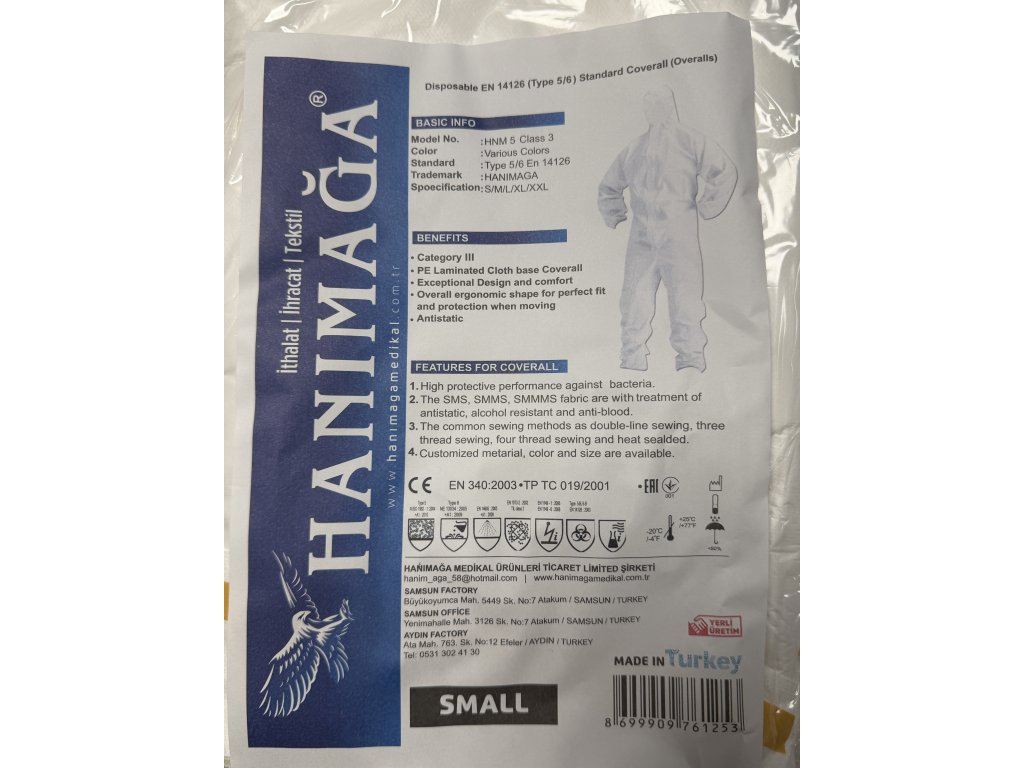 Disposable EN 14126 (Type 5/6) Standard Coverall (Overalls)
HANIMAĞA®
İthalat | İhracat | Tekstil
www.hanimagamedikal.com.tr
BASIC INFO
Model No. :HNM 5 Class 3
Color :Various Colors
Standard :Type 5/6 En 14126
Trademark :HANIMAGA
Spoecification:S/M/L/XL/XXL
BENEFITS
• Category III
• PE Laminated Cloth base Coverall
• Exceptional Design and comfort
• Overall ergonomic shape for perfect fit
and protection when moving
• Antistatic
FEATURES FOR COVERALL
1. High protective performance against bacteria.
2. The SMS, SMMS, SMMMS fabric are with treatment of
antistatic, alcohol resistant and anti-blood.
3. The common sewing methods as double-line sewing, three
thread sewing, four thread sewing and heat sealded.
4. Customized metarial, color and size are available.
CE EN 340:2003•TP TC 019/2001 •EAC
001
-20°C
/-4°F
+25°C
/+77°F
<80%
HANIMAĞA MEDİKAL ÜRÜNLERİ TİCARET LİMİTED ŞİRKETİ
hanim_aga_58@hotmail.com | www.hanimagamedikal.com.tr
SAMSUN FACTORY
Büyükoyumca Mah. 5449 Sk. No:7 Atakum / SAMSUN / TURKEY
SAMSUN OFFICE
Yenimahalle Mah. 3126 Sk. No:7 Atakum / SAMSUN / TURKEY
AYDIN FACTORY
Ata Mah. 763. Sk. No:12 Efeler / AYDIN / TURKEY
Tel: 0531 302 41 30
YERLİ
ÜRETİM
MADE IN Turkey
SMALL
8 699909 761253